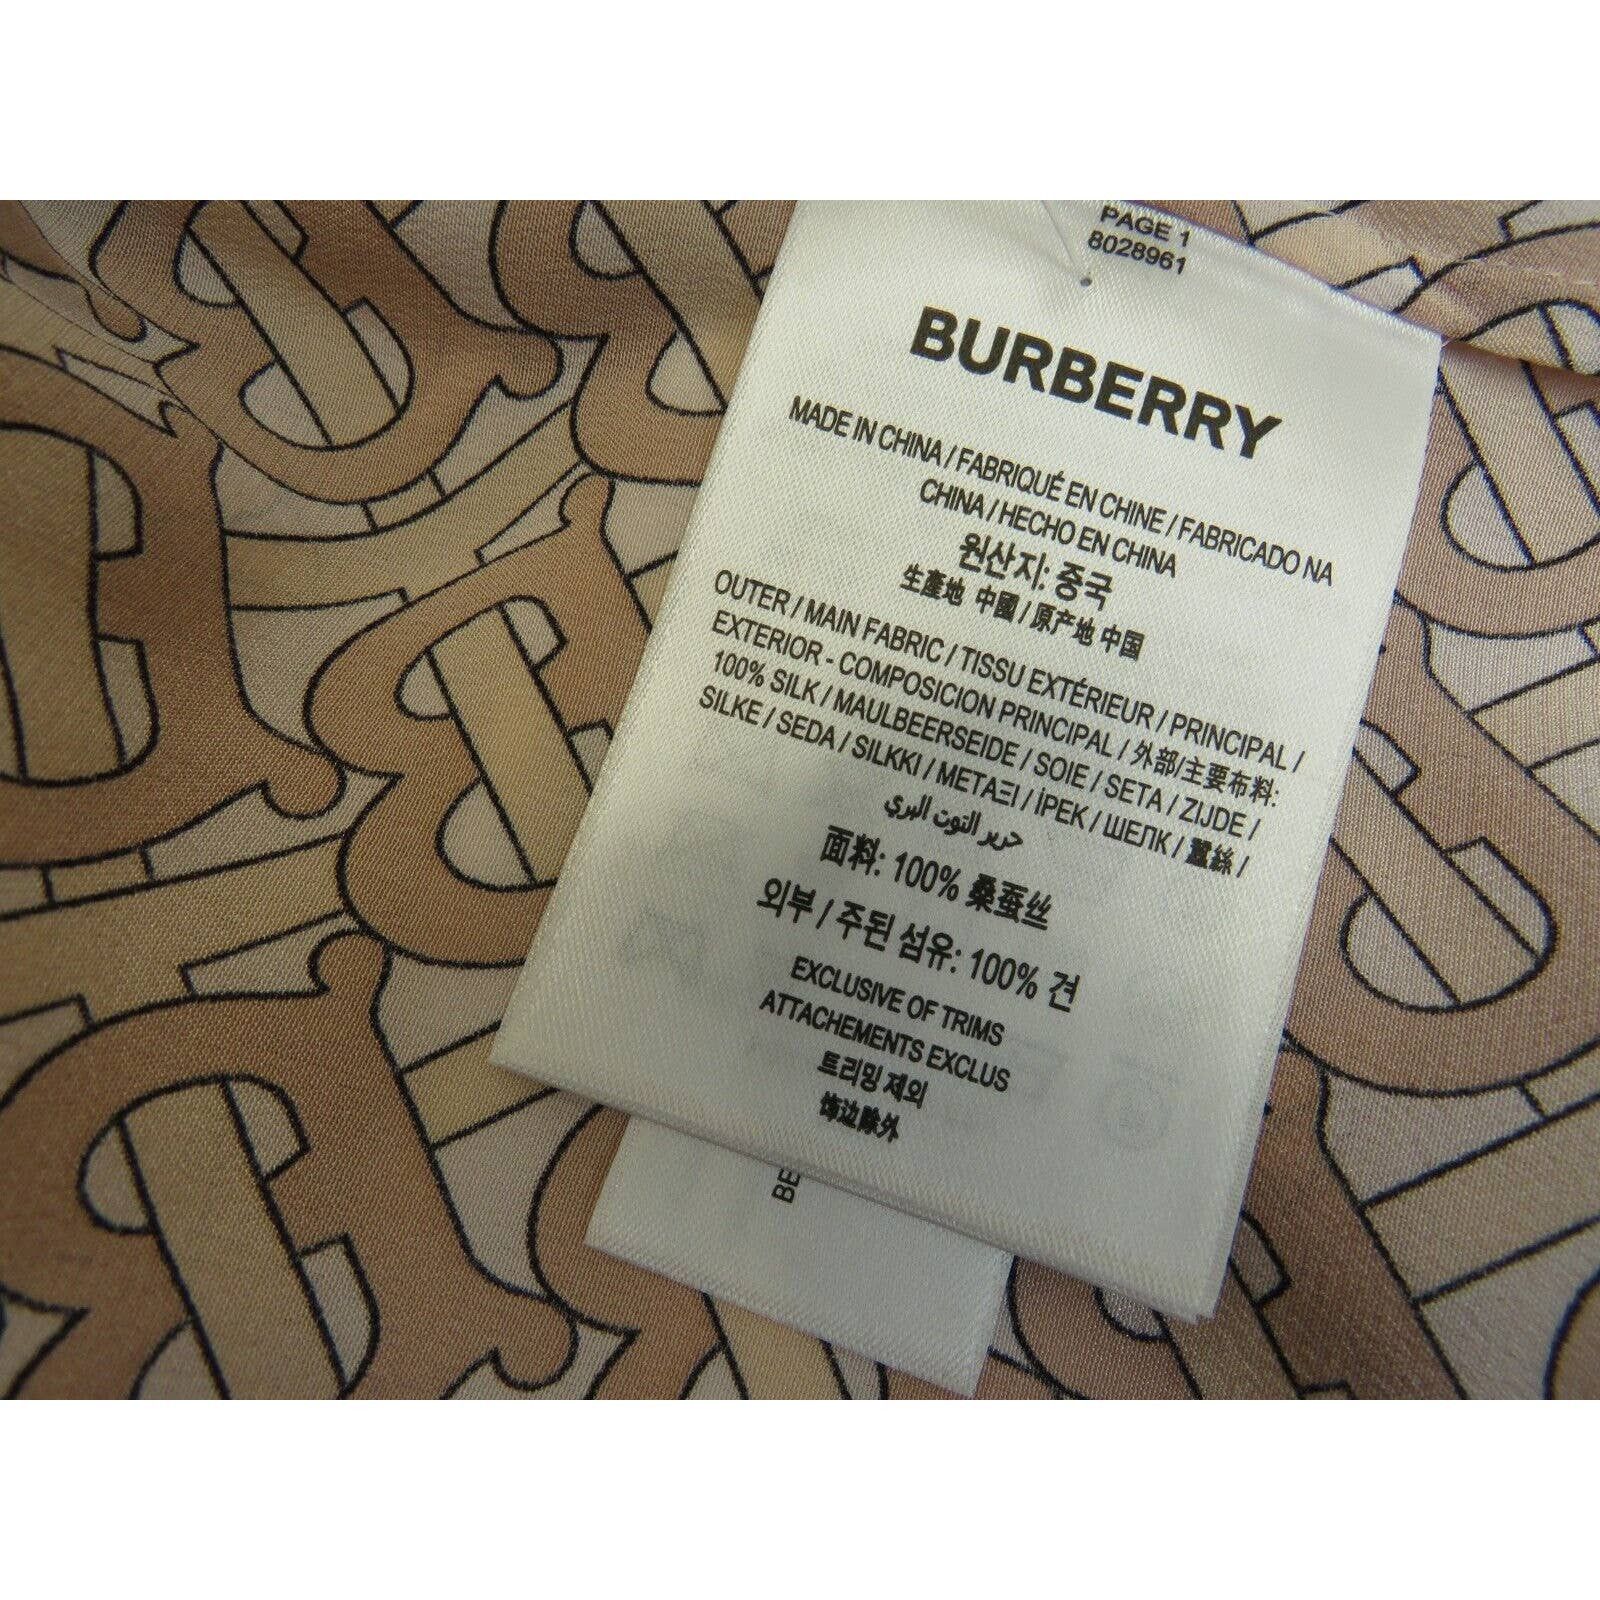 PAGE 1
8028961
BURBERRY
MADE IN CHINA / FABRIQUÉ EN CHINE / FABRICADO NA
CHINA / HECHO EN CHINA
원산지: 중국
生產地 中國 / 原产地 中国
OUTER / MAIN FABRIC / TISSU EXTÉRIEUR / PRINCIPAL /
EXTERIOR - COMPOSICION PRINCIPAL / 外部/主要布料:
100% SILK / MAULBEERSEIDE / SOIE / SETA / ZIJDE /
SILKE / SEDA / SILKKI / ΜΕΤΑΞΙ / İPEK / ШЕЛК / 蠶絲 /
حرير التوت البري
面料: 100% 桑蚕丝
외부 / 주된 섬유: 100% 견
EXCLUSIVE OF TRIMS
ATTACHEMENTS EXCLUS
트리밍 제외
饰边除外
BE